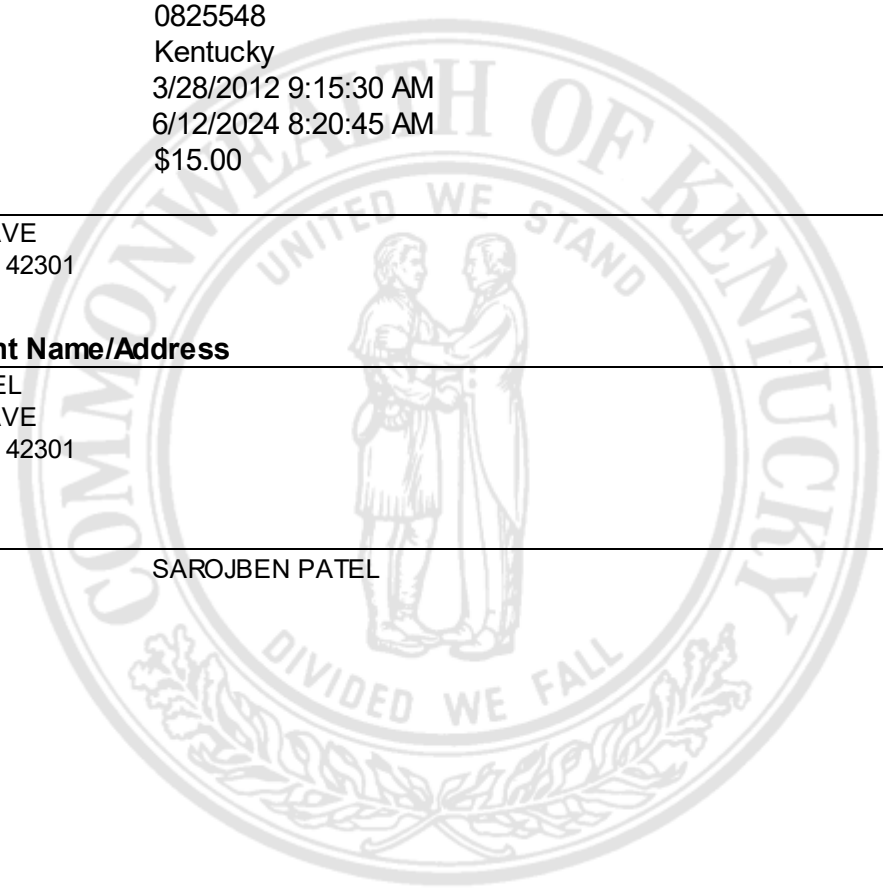 0825548
Kentucky
3/28/2012 9:15:30 AM
6/12/2024 8:20:45 AM
$15.00
VE
42301
nt Name/Address
EL
VE
42301
SAROJBEN PATEL
COMMONWEALTH OF KENTUCKY
UNITED WE STAND
DIVIDED WE FALL